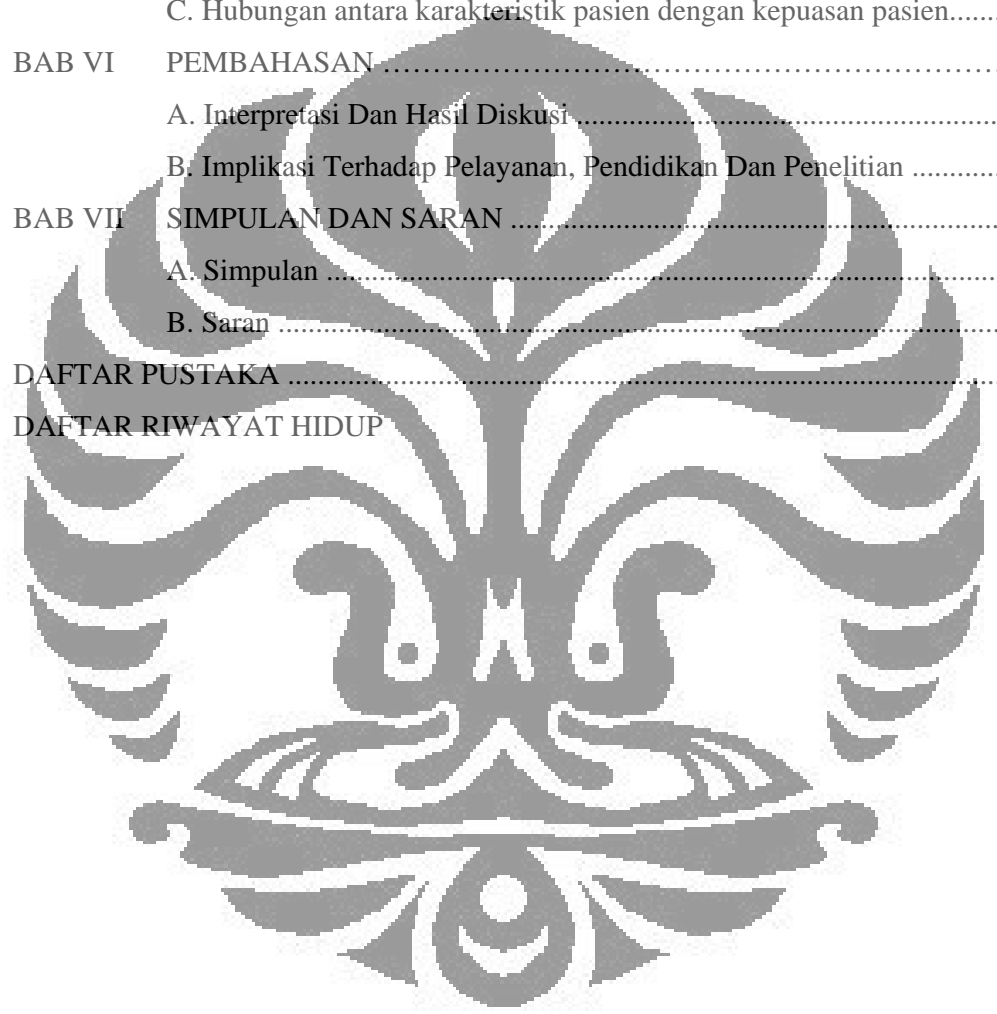 C. Hubungan antara karakteristik pasien dengan kepuasan pasien.......
BAB VI PEMBAHASAN ................................................................
A. Interpretasi Dan Hasil Diskusi ........................................................
B. Implikasi Terhadap Pelayanan, Pendidikan Dan Penelitian ............
BAB VII SIMPULAN DAN SARAN ................................................................
A. Simpulan ................................................................................
B. Saran ................................................................................
DAFTAR PUSTAKA ................................................................................
DAFTAR RIWAYAT HIDUP